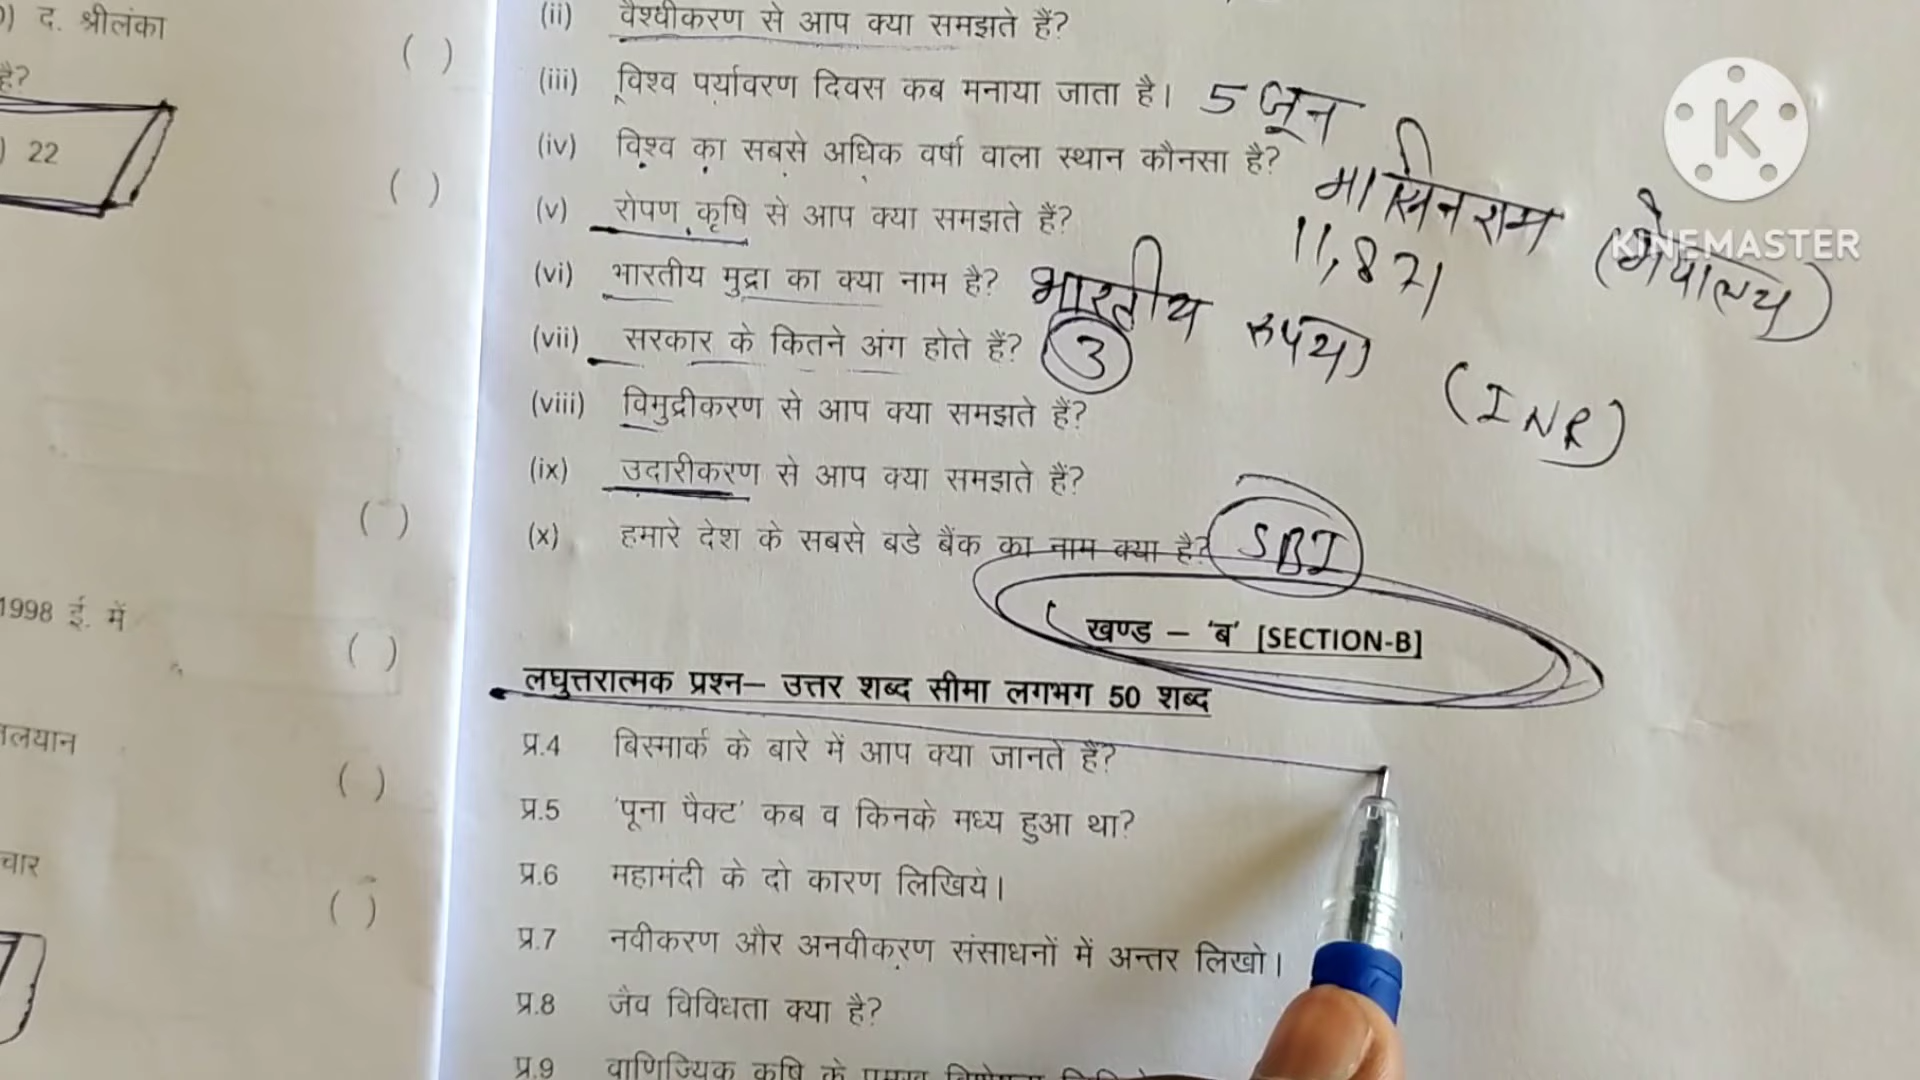 द. श्रीलंका
( )
है?
22
( )
( )
1998 ई. में
( )
( )
चार
( )
(ii) वैश्वीकरण से आप क्या समझते हैं?
(iii) विश्व पर्यावरण दिवस कब मनाया जाता है। 5 जून
(iv) विश्व का सबसे अधिक वर्षा वाला स्थान कौनसा है?
11,871
(v) रोपण कृषि से आप क्या समझते हैं?
(vi) भारतीय मुद्रा का क्या नाम है? भारतीय रुपया (INR)
(vii) सरकार के कितने अंग होते हैं? 3
(viii) विमुद्रीकरण से आप क्या समझते हैं?
(ix) उदारीकरण से आप क्या समझते हैं?
(x) हमारे देश के सबसे बडे बैंक का नाम क्या है? SBI
खण्ड – 'ब' [SECTION-B]
लघुत्तरात्मक प्रश्न– उत्तर शब्द सीमा लगभग 50 शब्द
प्र.4 बिस्मार्क के बारे में आप क्या जानते हैं?
प्र.5 'पूना पैक्ट' कब व किनके मध्य हुआ था?
प्र.6 महामंदी के दो कारण लिखिये।
प्र.7 नवीकरण और अनवीकरण संसाधनों में अन्तर लिखो।
प्र.8 जैव विविधता क्या है?
प्र.9 वाणिज्यिक कृषि के
K
KINEMASTER